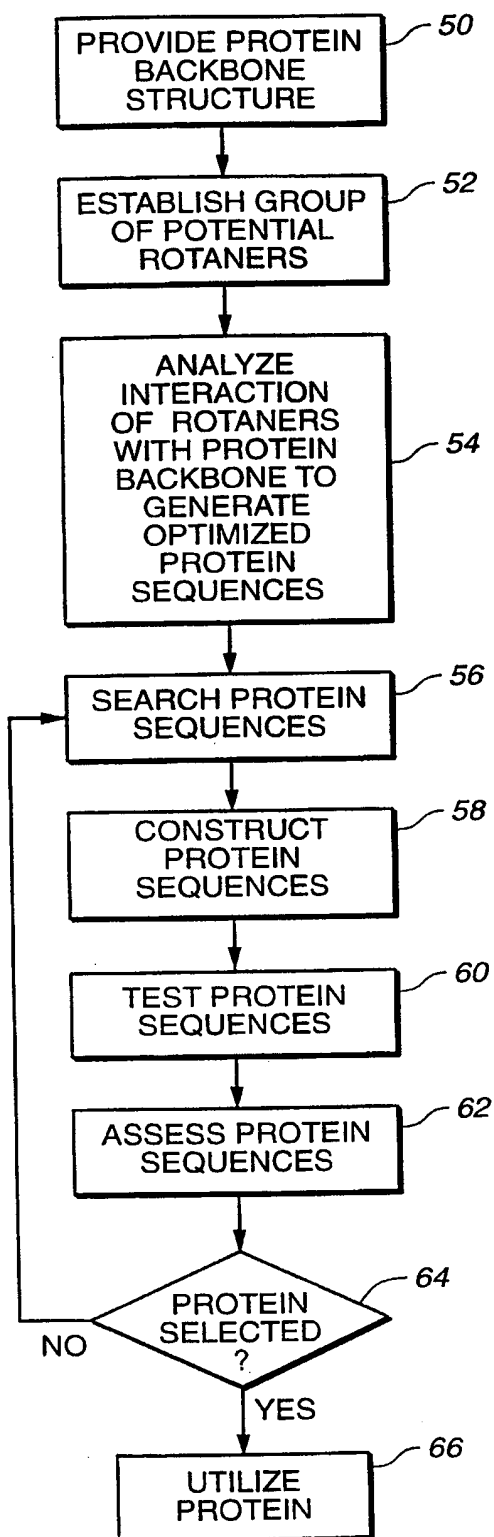 PROVIDE PROTEIN
BACKBONE
STRUCTURE
50
ESTABLISH GROUP
OF POTENTIAL
ROTANERS
52
ANALYZE
INTERACTION
OF ROTANERS
WITH PROTEIN
BACKBONE TO
GENERATE
OPTIMIZED
PROTEIN
SEQUENCES
54
SEARCH PROTEIN
SEQUENCES
56
CONSTRUCT
PROTEIN
SEQUENCES
58
TEST PROTEIN
SEQUENCES
60
ASSESS PROTEIN
SEQUENCES
62
PROTEIN
SELECTED
?
64
NO
YES
UTILIZE
PROTEIN
66